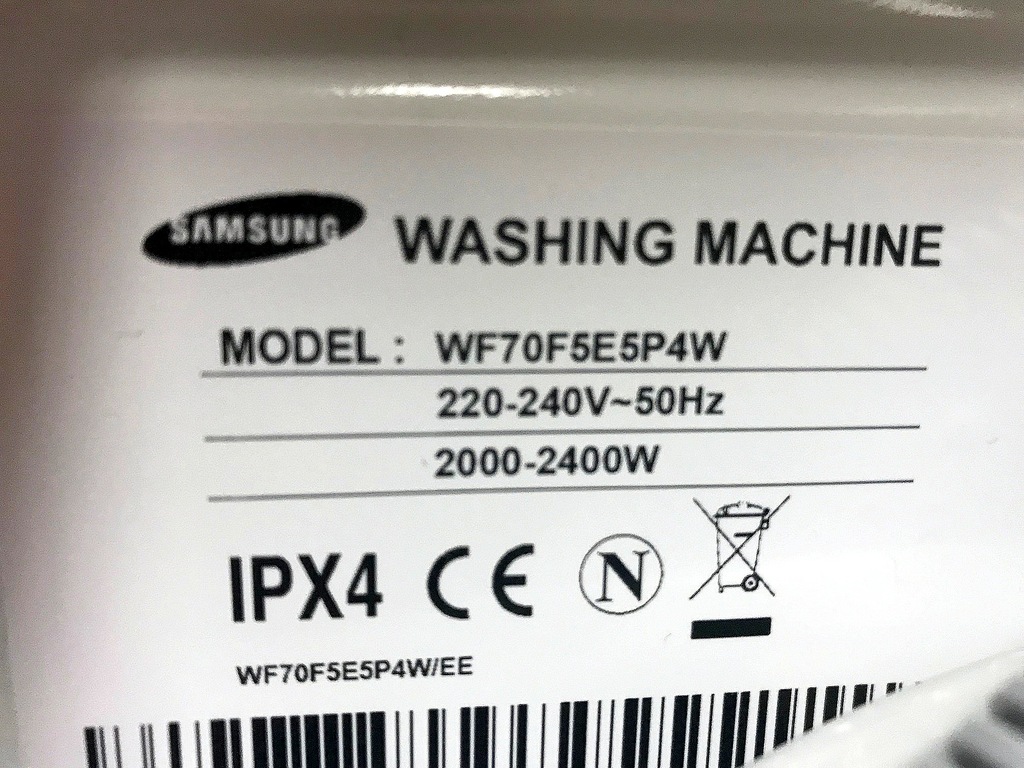 SAMSUNG WASHING MACHINE
MODEL : WF70F5E5P4W
220-240V~50Hz
2000-2400W
IPX4 CE N
WF70F5E5P4W/EE